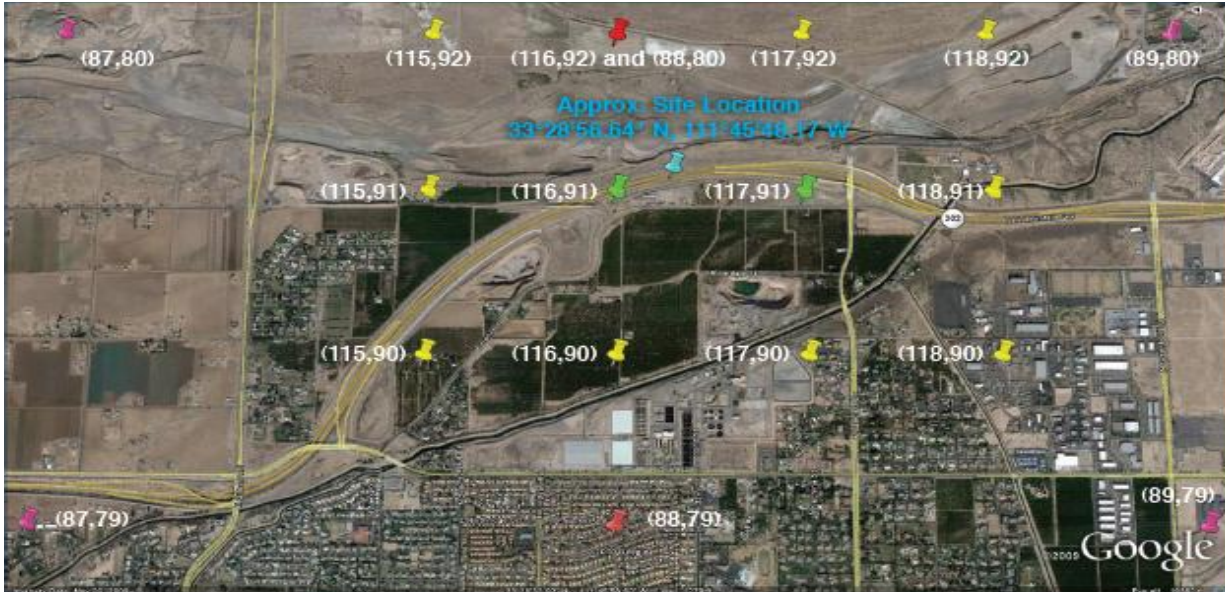 (87,80) (115,92) (116,92) and (88,80) (117,92) (118,92) (89,80)
Approx. Site Location
33°28'56.64" N, 111°45'48.17"W
(115,91) (116,91) (117,91) (118,91)
202
(115,90) (116,90) (117,90) (118,90)
(89,79)
(87,79) (88,79)
©2009 Google